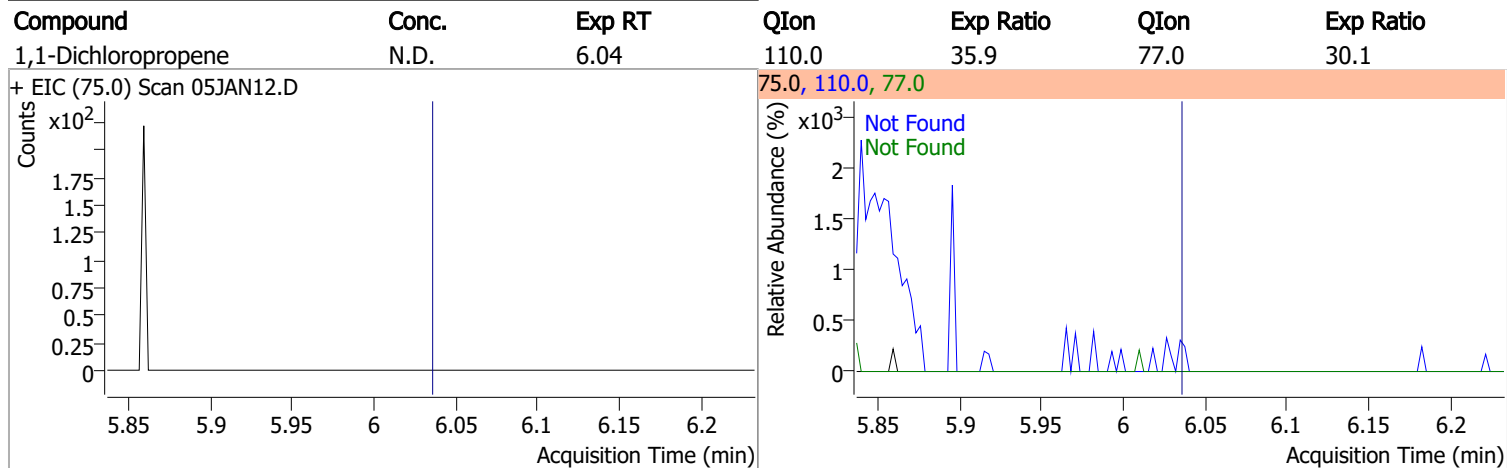 Compound Conc. Exp RT QIon Exp Ratio QIon Exp Ratio
1,1-Dichloropropene N.D. 6.04 110.0 35.9 77.0 30.1
+ EIC (75.0) Scan 05JAN12.D
Counts
x10²
1.75
1.5
1.25
1
0.75
0.5
0.25
0
5.85 5.9 5.95 6 6.05 6.1 6.15 6.2
Acquisition Time (min)
75.0, 110.0, 77.0
Relative Abundance (%)
x10³
Not Found
Not Found
2
1.5
1
0.5
0
5.85 5.9 5.95 6 6.05 6.1 6.15 6.2
Acquisition Time (min)